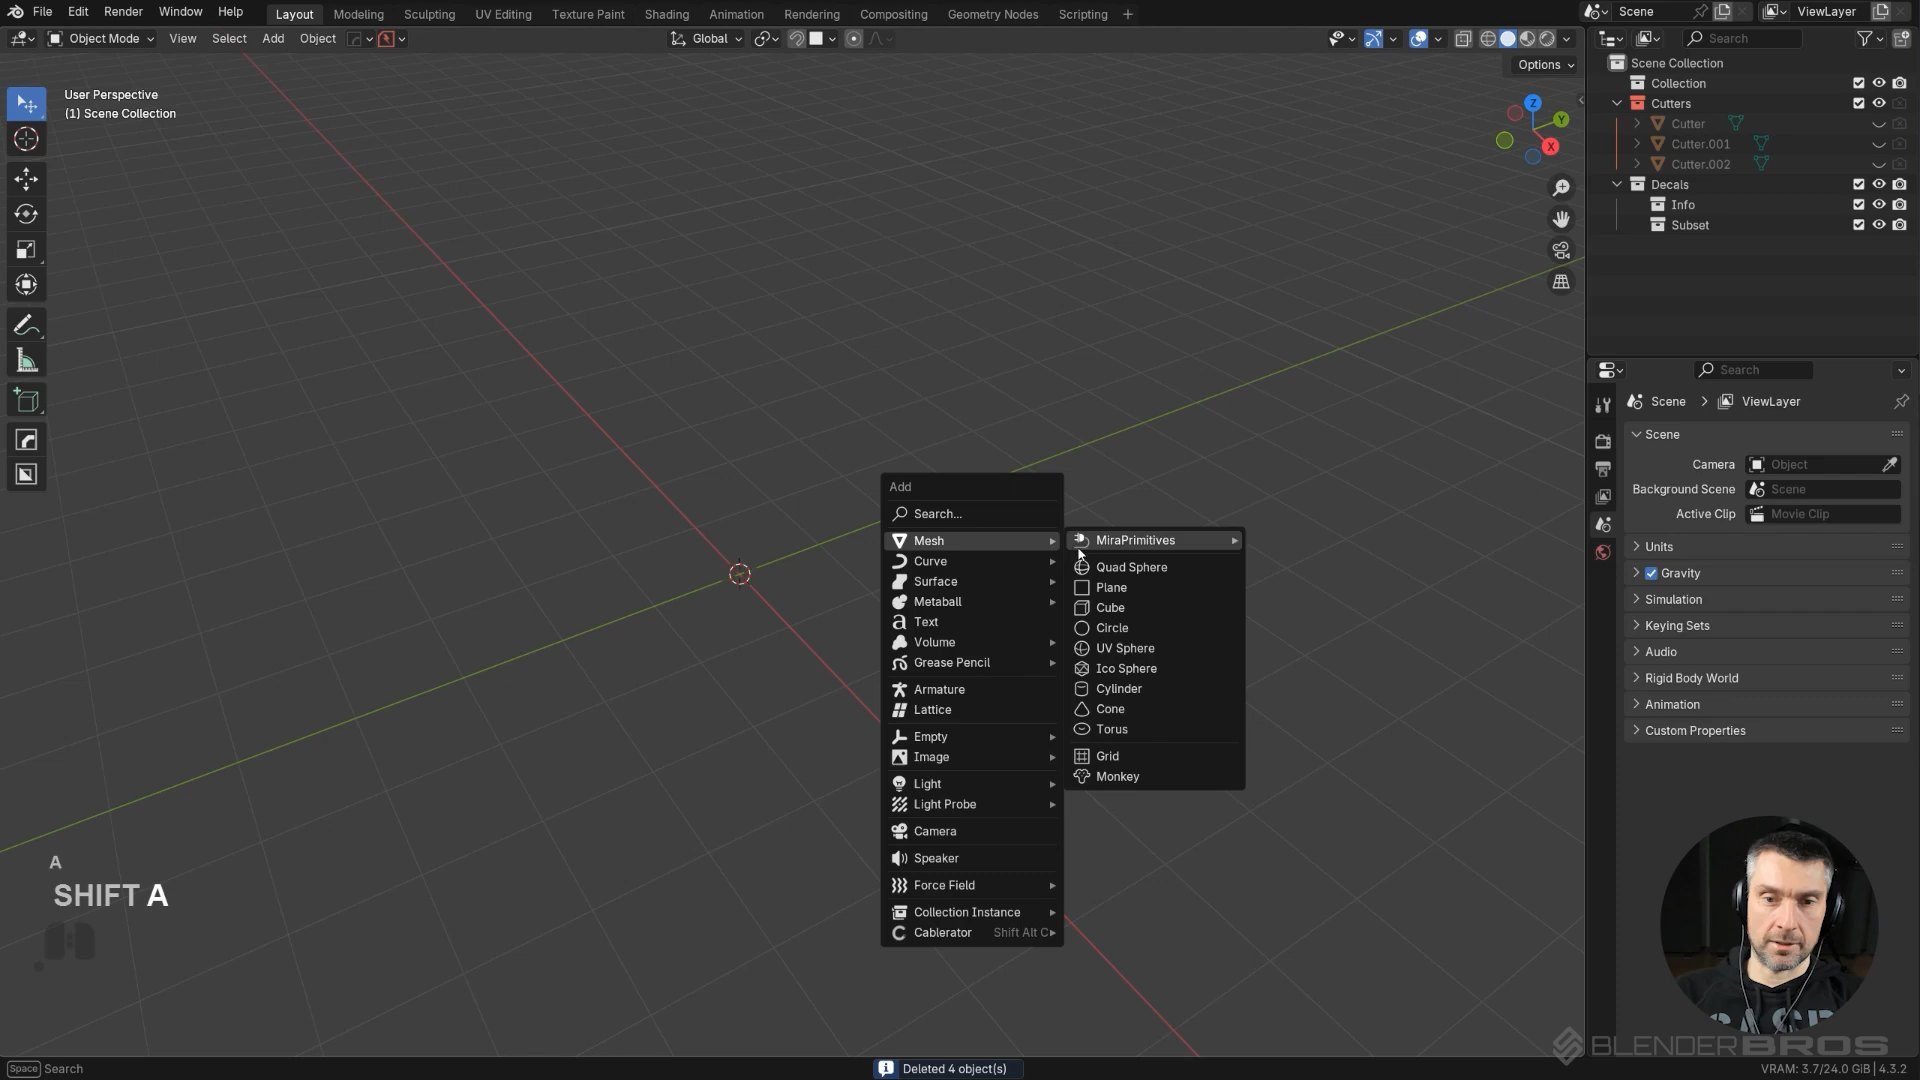 File Edit Render Window Help
Layout Modeling Sculpting UV Editing Texture Paint Shading Animation Rendering Compositing Geometry Nodes Scripting +
Scene
ViewLayer
Object Mode View Select Add Object
Global
Search
Options
User Perspective
(1) Scene Collection
Z
Y
X
Scene Collection
Collection
Cutters
Cutter
Cutter.001
Cutter.002
Decals
Info
Subset
Search
Scene > ViewLayer
Scene
Camera Object
Background Scene Scene
Active Clip Movie Clip
Units
Gravity
Simulation
Keying Sets
Audio
Rigid Body World
Animation
Custom Properties
Add
Search...
Mesh
Curve
Surface
Metaball
Text
Volume
Grease Pencil
Armature
Lattice
Empty
Image
Light
Light Probe
Camera
Speaker
Force Field
Collection Instance
Cablerator Shift Alt C
MiraPrimitives
Quad Sphere
Plane
Cube
Circle
UV Sphere
Ico Sphere
Cylinder
Cone
Torus
Grid
Monkey
A
SHIFT A
BLENDERBROS
Space Search
Deleted 4 object(s)
VRAM: 3.7/24.0 GiB | 4.3.2